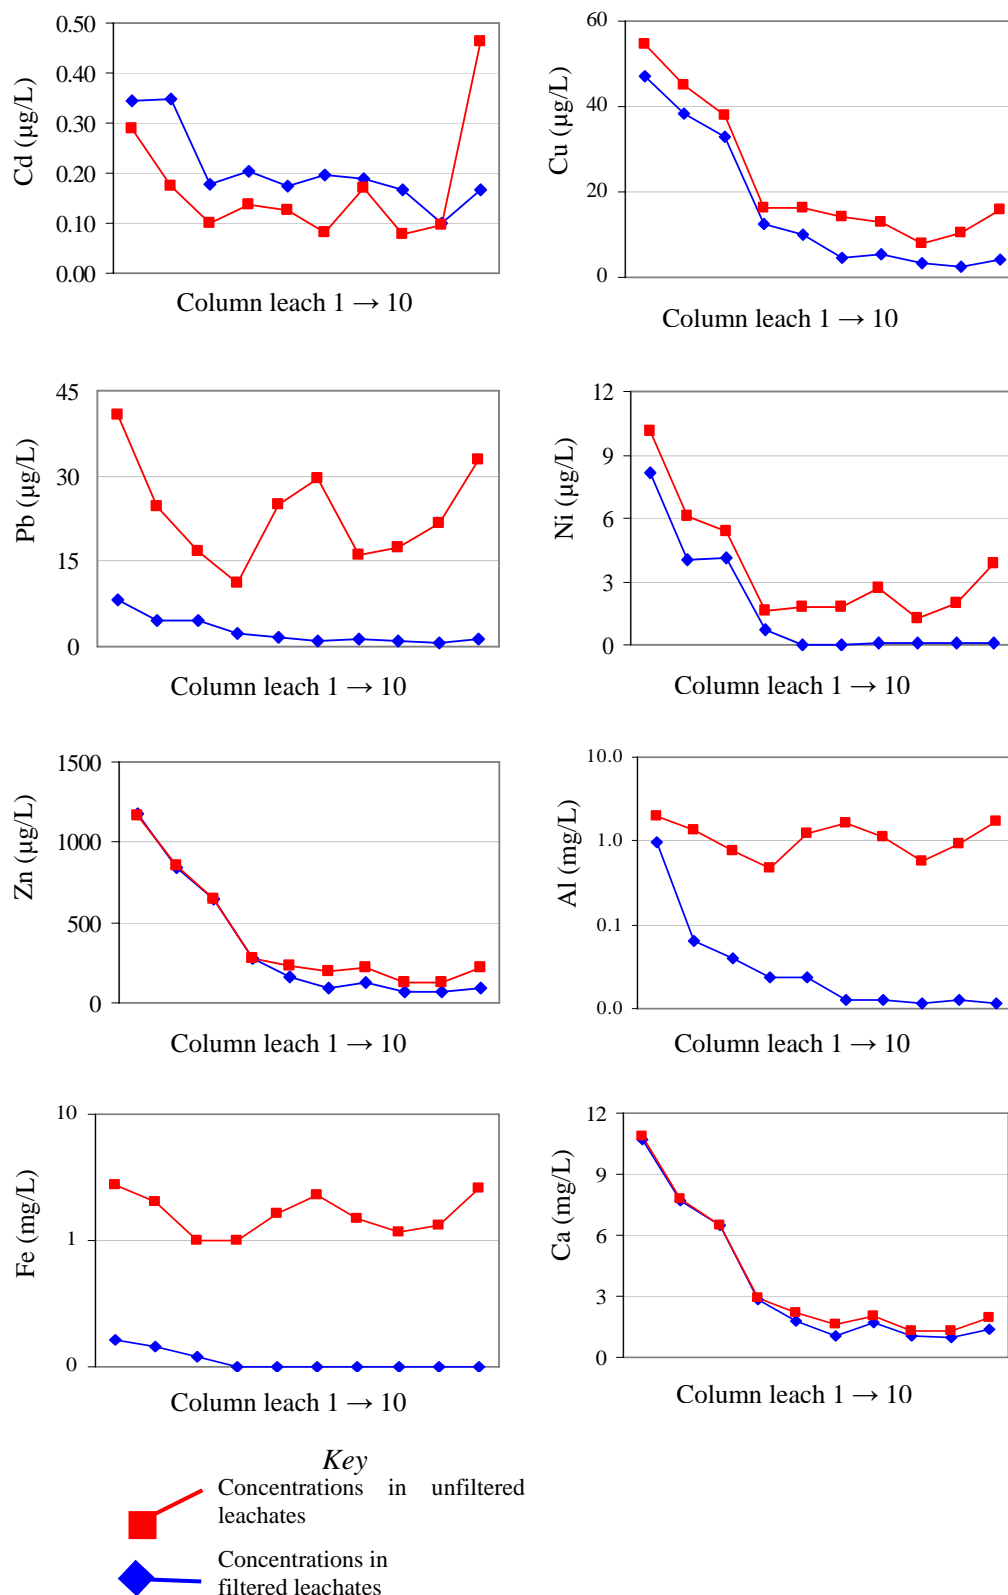 Cd (µg/L)
0.50
0.40
0.30
0.20
0.10
0.00
Column leach 1 → 10
Cu (µg/L)
60
40
20
0
Column leach 1 → 10
Pb (µg/L)
45
30
15
0
Column leach 1 → 10
Ni (µg/L)
12
9
6
3
0
Column leach 1 → 10
Zn (µg/L)
1500
1000
500
0
Column leach 1 → 10
Al (mg/L)
10.0
1.0
0.1
0.0
Column leach 1 → 10
Fe (mg/L)
10
1
0
Column leach 1 → 10
Ca (mg/L)
12
9
6
3
0
Column leach 1 → 10
Key
Concentrations in unfiltered
leachates
Concentrations in
filtered leachates